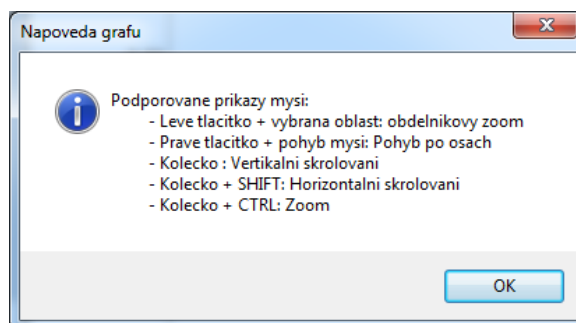 Napoveda grafu
Podporovane prikazy mysi:
- Leve tlacitko + vybrana oblast: obdelnikovy zoom
- Prave tlacitko + pohyb mysi: Pohyb po osach
- Kolecko : Vertikalni skrolovani
- Kolecko + SHIFT: Horizontalni skrolovani
- Kolecko + CTRL: Zoom
OK